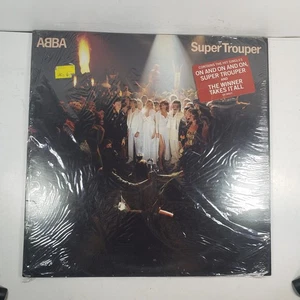 ABBA
Super Trouper
CONTAINS THE HIT SINGLES
ON AND ON AND ON,
SUPER TROUPER
AND
THE WINNER
TAKES IT ALL